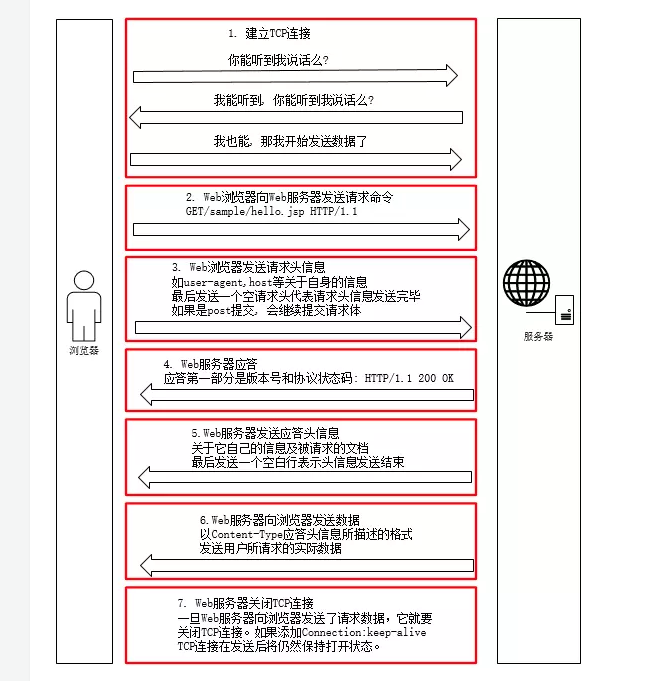 1. 建立TCP连接
你能听到我说话么?
我能听到, 你能听到我说话么?
我也能, 那我开始发送数据了
2. Web浏览器向Web服务器发送请求命令
GET/sample/hello.jsp HTTP/1.1
3. Web浏览器发送请求头信息
如user-agent,host等关于自身的信息
最后发送一个空请求头代表请求头信息发送完毕
如果是post提交, 会继续提交请求体
浏览器
服务器
4. Web服务器应答
应答第一部分是版本号和协议状态码: HTTP/1.1 200 OK
5.Web服务器发送应答头信息
关于它自己的信息及被请求的文档
最后发送一个空白行表示头信息发送结束
6.Web服务器向浏览器发送数据
以Content-Type应答头信息所描述的格式
发送用户所请求的实际数据
7. Web服务器关闭TCP连接
一旦Web服务器向浏览器发送了请求数据，它就要
关闭TCP连接。如果添加Connection:keep-alive
TCP连接在发送后将仍然保持打开状态。